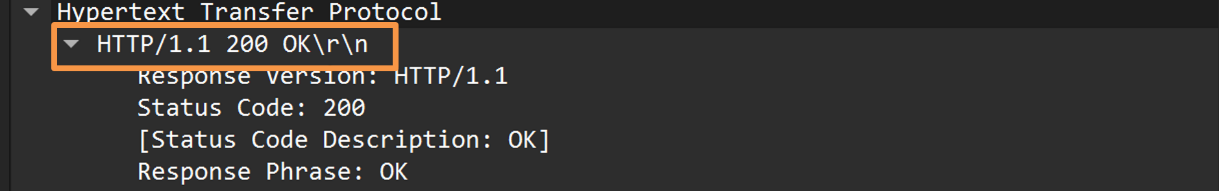 Hypertext Transfer Protocol
HTTP/1.1 200 OK\r\n
Response Version: HTTP/1.1
Status Code: 200
[Status Code Description: OK]
Response Phrase: OK